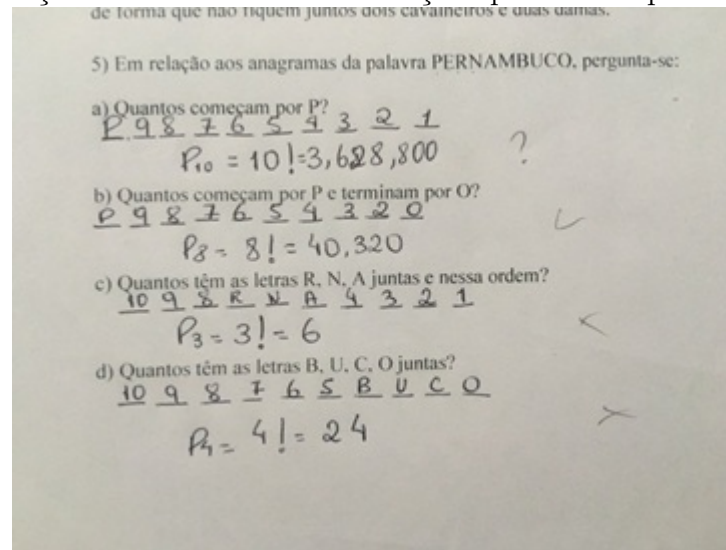 de forma que não fiquem juntos dois cavalheiros e duas damas.
5) Em relação aos anagramas da palavra PERNAMBUCO, pergunta-se:
a) Quantos começam por P?
P 9 8 7 6 5 4 3 2 1
P10 = 10! = 3,628,800 ?
b) Quantos começam por P e terminam por O?
P 9 8 7 6 5 4 3 2 O
P8 = 8! = 40,320
c) Quantos têm as letras R, N, A juntas e nessa ordem?
10 9 8 R N A 4 3 2 1
P3 = 3! = 6
d) Quantos têm as letras B, U, C, O juntas?
10 9 8 7 6 5 B U C O
P4 = 4! = 24